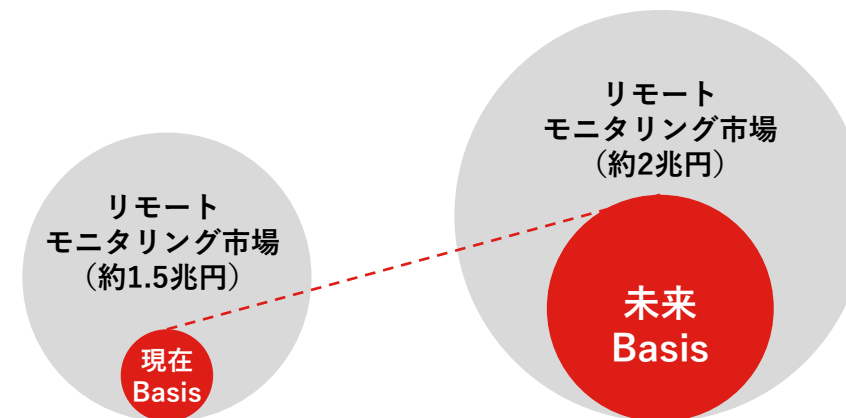 リモート
モニタリング市場
（約1.5兆円）
現在
Basis
リモート
モニタリング市場
（約2兆円）
未来
Basis